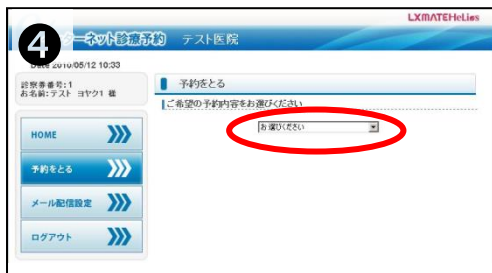 LXMATEHeLios
❹
ーネット診療予約 テスト医院
2010/05/12 10:33
診察券番号:1
お名前:テスト ヨヤク1 様
予約をとる
ご希望の予約内容をお選びください
お選びください
HOME
予約をとる
メール配信設定
ログアウト